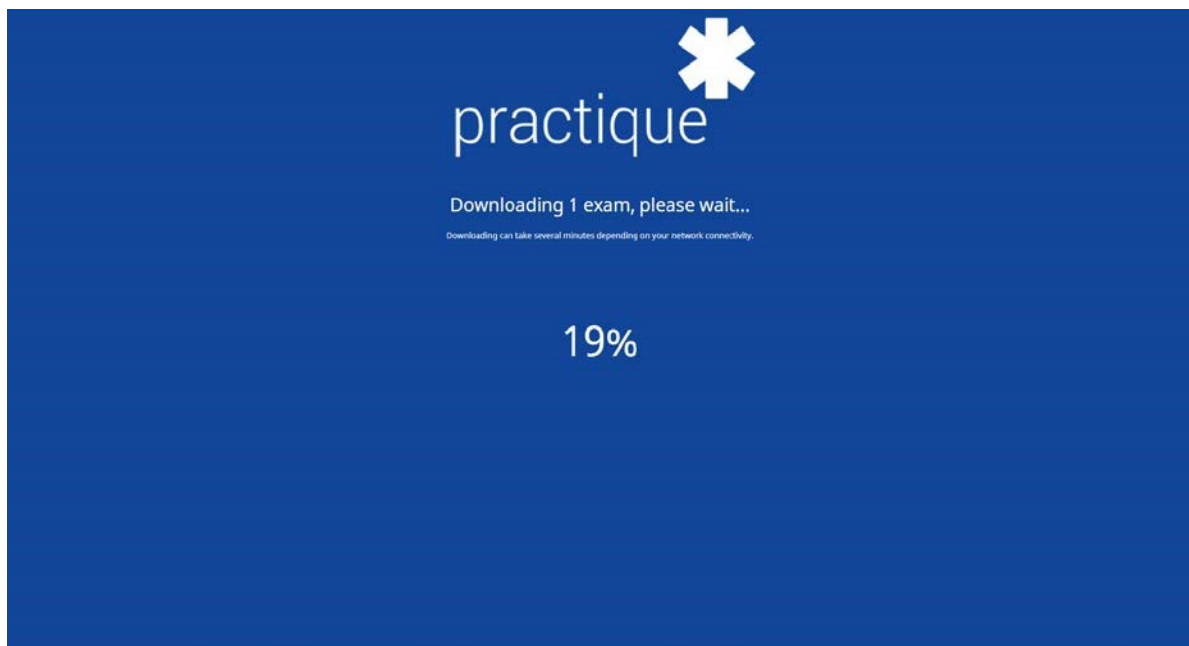 practique
Downloading 1 exam, please wait...
Downloading can take several minutes depending on your network connectivity.
19%